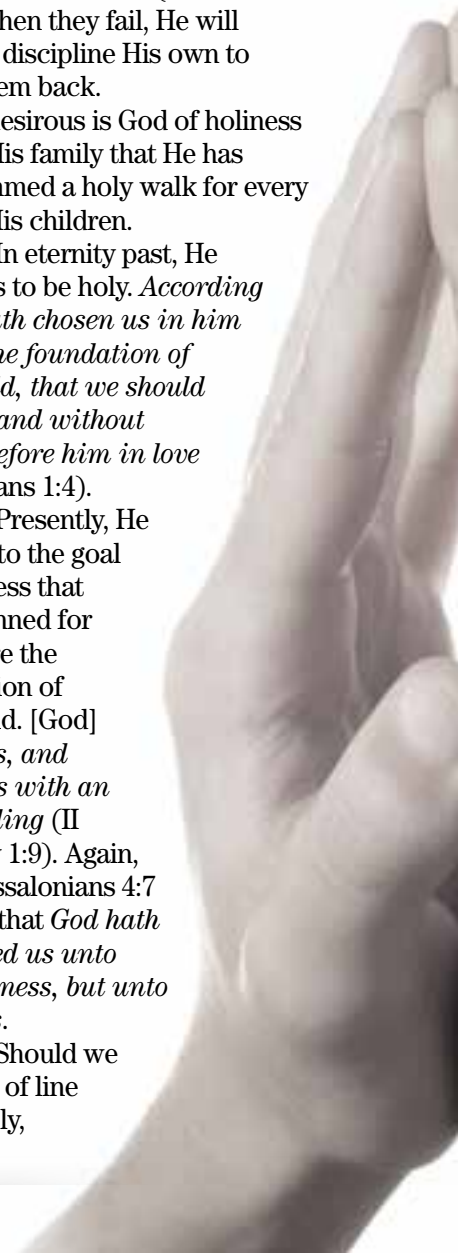 hen they fail, He will
discipline His own to
em back.
esirous is God of holiness
His family that He has
mmed a holy walk for every
His children.
In eternity past, He
s to be holy. According
ath chosen us in him
he foundation of
ld, that we should
and without
efore him in love
ans 1:4).
Presently, He
to the goal
ess that
nned for
re the
ion of
d. [God]
s, and
s with an
ling (II
1:9). Again,
ssalonians 4:7
that God hath
ed us unto
ness, but unto
Should we
of line
ly,